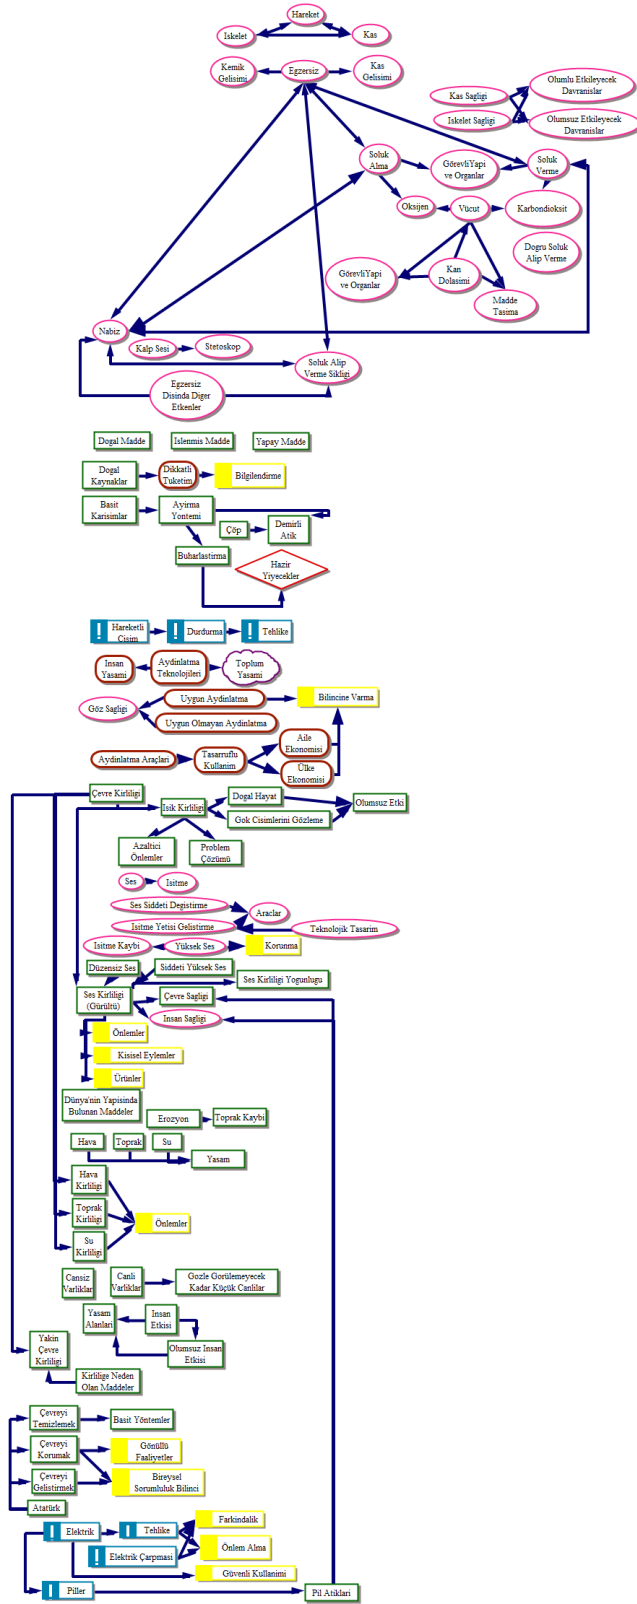 Hareket
Iskelet
Kas
Kemik
Gelisimi
Egzersiz
Kas
Gelisimi
Kas Sagligi
Iskelet Sagligi
Olumlu Etkileyecek
Davranislar
Olumsuz Etkileyecek
Davranislar
Soluk
Alma
GörevliYapi
ve Organlar
Soluk
Verme
Oksijen
Vücut
Karbondioksit
Dogru Soluk
Alip Verme
GörevliYapi
ve Organlar
Kan
Dolasimi
Madde
Tasima
Nabiz
Kalp Sesi
Stetoskop
Soluk Alip
Verme Sikligi
Egzersiz
Disinda Diger
Etkenler
Dogal Madde
Islenmis Madde
Yapay Madde
Dogal
Kaynaklar
Dikkatli
Tuketim
Bilgilendirme
Basit
Karisimlar
Ayirma
Yontemi
Çöp
Demirli
Atik
Buharlastirma
Hazir
Yiyecekler
! Hareketli
Cisim
! Durdurma
! Tehlike
Insan
Yasami
Aydinlatma
Teknolojileri
Toplum
Yasami
Göz Sagligi
Uygun Aydinlatma
Bilincine Varma
Uygun Olmayan Aydinlatma
Aydinlatma Araçlari
Tasarruflu
Kullanim
Aile
Ekonomisi
Ülke
Ekonomisi
Çevre Kirliligi
Isik Kirliligi
Dogal Hayat
Gok Cisimlerini Gözleme
Olumsuz Etki
Azaltici
Önlemler
Problem
Çözümü
Ses
Isitme
Ses Siddeti Degistirme
Araclar
Isitme Yetisi Gelistirme
Teknolojik Tasarim
Isitme Kaybi
Yüksek Ses
Korunma
Düzensiz Ses
Siddeti Yüksek Ses
Ses Kirliligi Yogunlugu
Ses Kirliligi
(Gürültü)
Çevre Sagligi
Insan Sagligi
Önlemler
Kisisel Eylemler
Ürünler
Dünya'nin Yapisinda
Bulunan Maddeler
Erozyon
Toprak Kaybi
Hava
Toprak
Su
Yasam
Hava
Kirliligi
Toprak
Kirliligi
Su
Kirliligi
Önlemler
Cansiz
Varliklar
Canli
Varliklar
Gozle Gorülemeyecek
Kadar Küçük Canlilar
Yasam
Alanlari
Insan
Etkisi
Olumsuz Insan
Etkisi
Yakin
Çevre
Kirliligi
Kirlilige Neden
Olan Maddeler
Çevreyi
Temizlemek
Basit Yöntemler
Çevreyi
Korumak
Gönüllü
Faaliyetler
Çevreyi
Gelistirmek
Bireysel
Sorumluluk Bilinci
Atatürk
! Elektrik
! Tehlike
Farkindalik
! Elektrik Çarpmasi
Önlem Alma
Güvenli Kullanimi
! Piller
Pil Atiklari